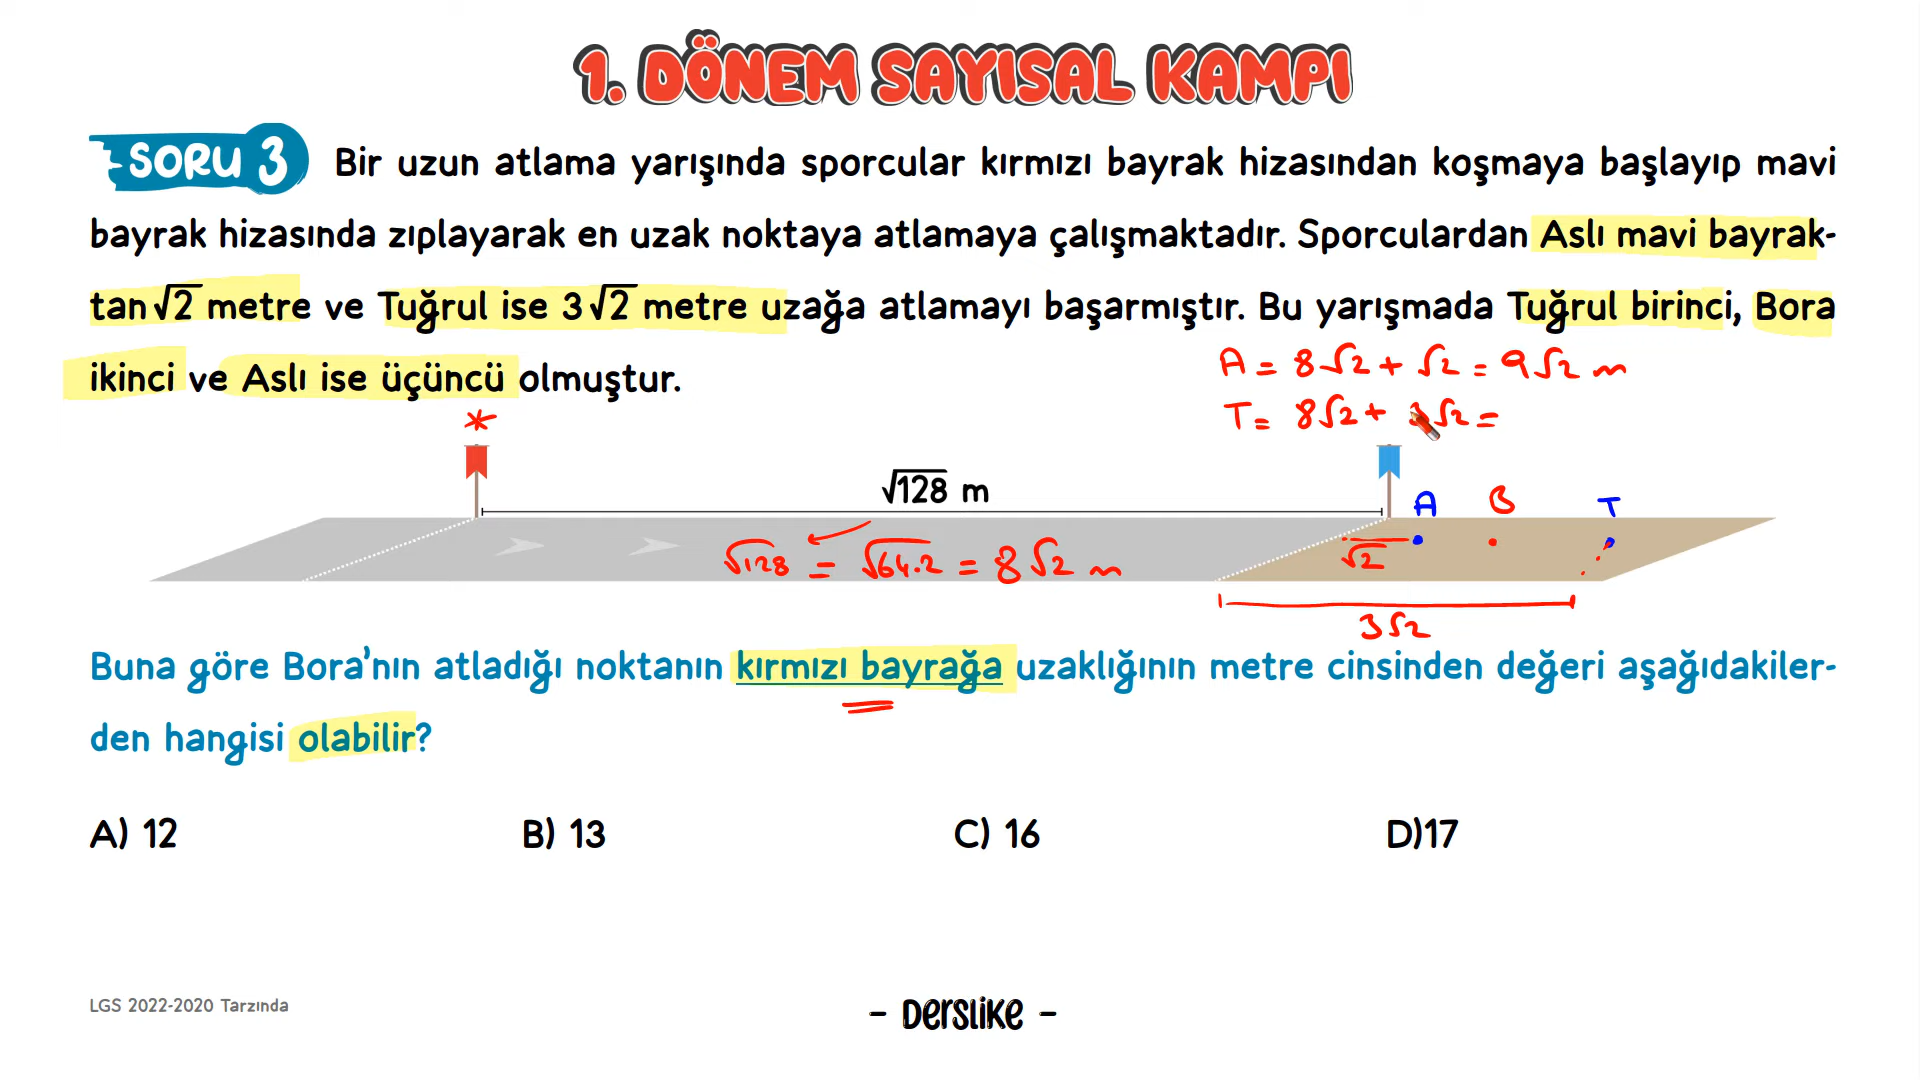 1. DÖNEM SAYISAL KAMPI
SORU 3 Bir uzun atlama yarışında sporcular kırmızı bayrak hizasından koşmaya başlayıp mavi
bayrak hizasında zıplayarak en uzak noktaya atlamaya çalışmaktadır. Sporculardan Aslı mavi bayrak-
tan √2 metre ve Tuğrul ise 3√2 metre uzağa atlamayı başarmıştır. Bu yarışmada Tuğrul birinci, Bora
ikinci ve Aslı ise üçüncü olmuştur.
A = 8√2 + √2 = 9√2 m
T = 8√2 + 3√2 =
*
√128 m
A B T
√128 = √64.2 = 8√2 m
√2
3√2
Buna göre Bora'nın atladığı noktanın kırmızı bayrağa uzaklığının metre cinsinden değeri aşağıdakiler-
den hangisi olabilir?
A) 12 B) 13 C) 16 D)17
LGS 2022-2020 Tarzında
- Derslike -